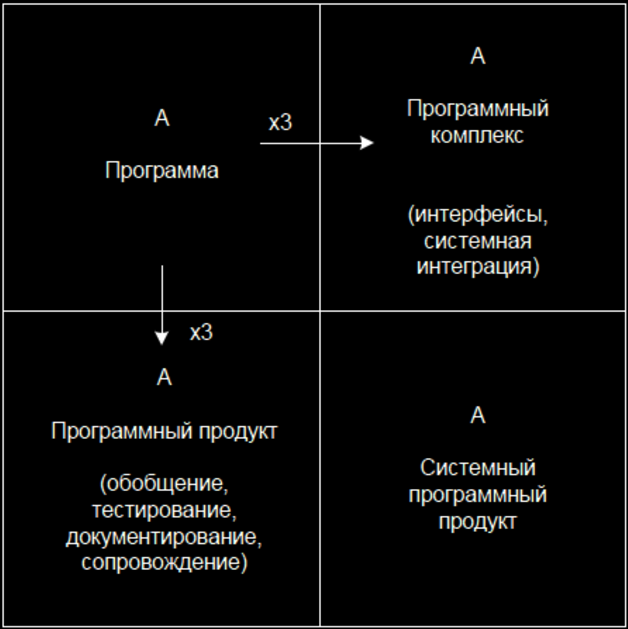 А
Программа
x3
А
Программный
комплекс
(интерфейсы,
системная
интеграция)
x3
А
Программный продукт
(обобщение,
тестирование,
документирование,
сопровождение)
А
Системный
программный
продукт